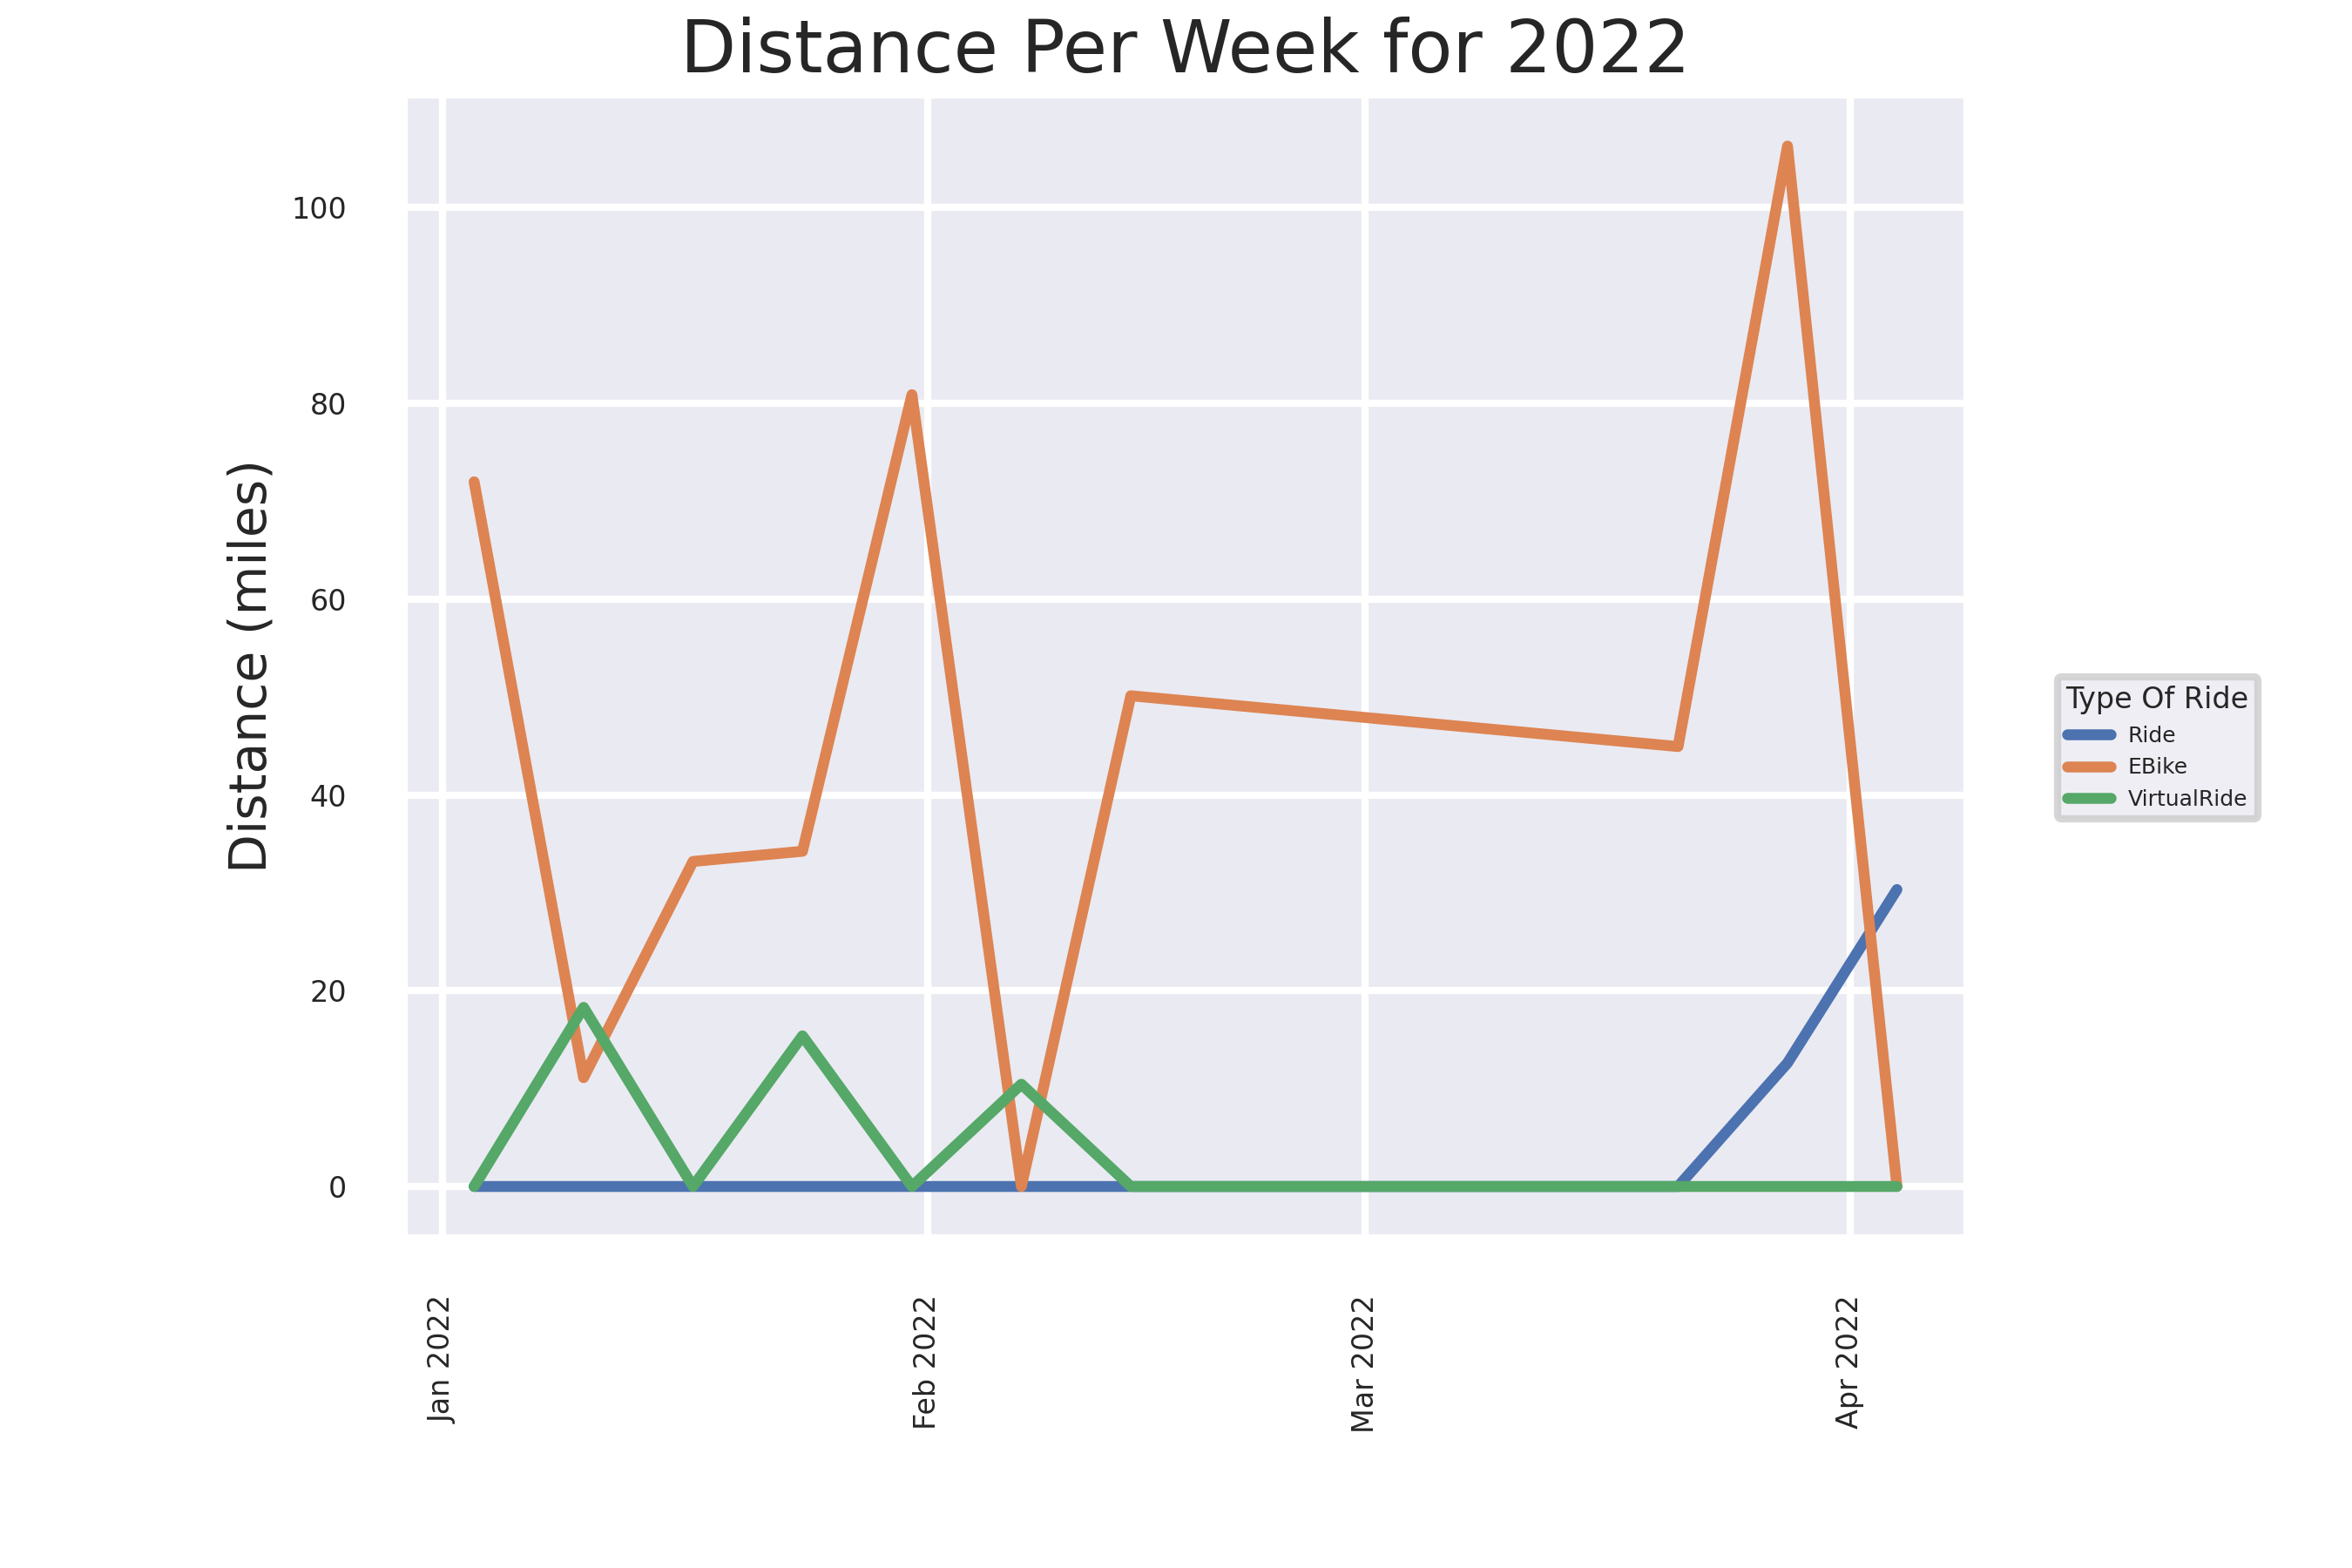 Distance Per Week for 2022
Distance (miles)
100
80
60
40
20
0
Jan 2022
Feb 2022
Mar 2022
Apr 2022
Type Of Ride
Ride
EBike
VirtualRide